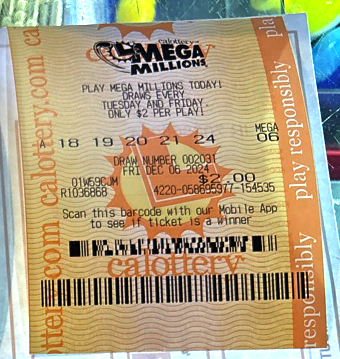 calottery
MEGA
MILLIONS
PLAY MEGA MILLIONS TODAY!
DRAWS EVERY
TUESDAY AND FRIDAY
ONLY $2 PER PLAY!
MEGA
A 18 19 20 21 24 06
DRAW NUMBER 002031
FRI DEC 06 2024
01W59CJM $2.00
R1036868 4220-058695977-154535
Scan this barcode with our Mobile App
to see if ticket is a winner
calottery
calottery.com
play responsibly